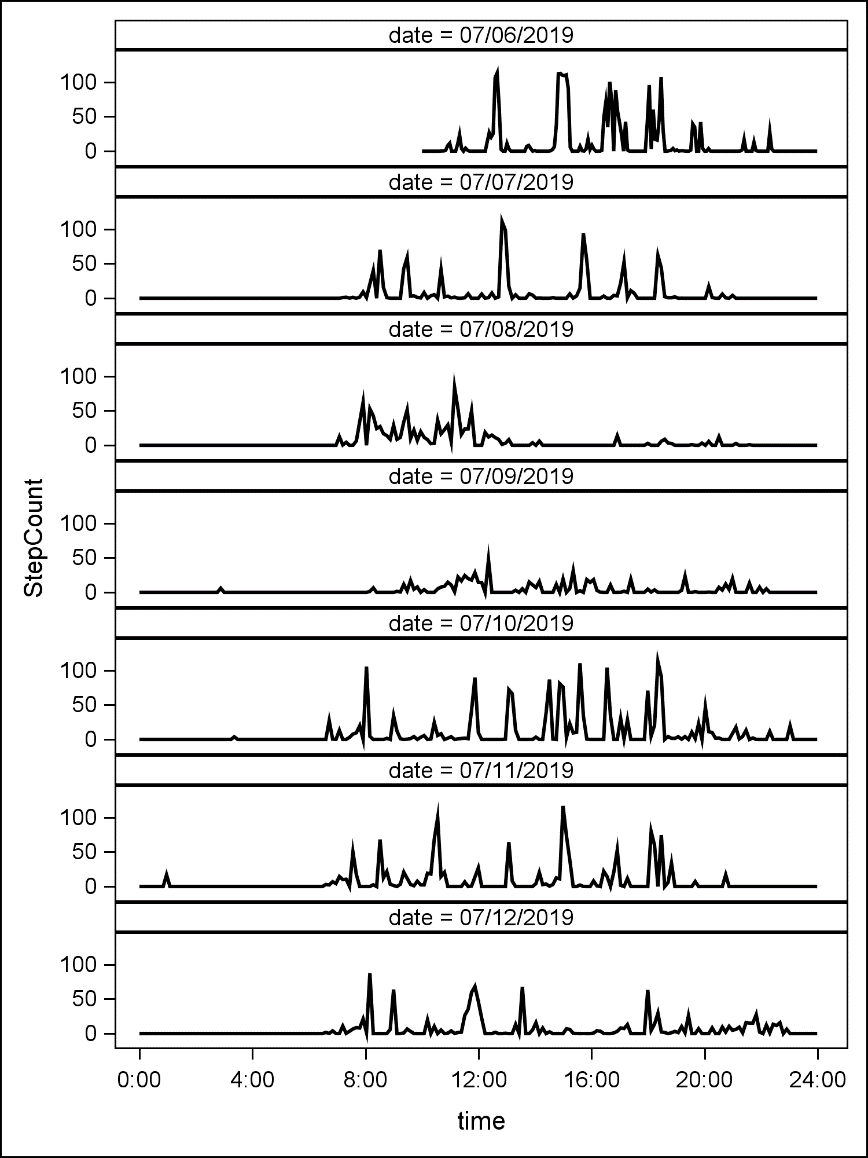 date = 07/06/2019
100
50
0
date = 07/07/2019
100
50
0
date = 07/08/2019
100
50
0
date = 07/09/2019
100
50
0
date = 07/10/2019
100
50
0
date = 07/11/2019
100
50
0
date = 07/12/2019
100
50
0
StepCount
0:00 4:00 8:00 12:00 16:00 20:00 24:00
time